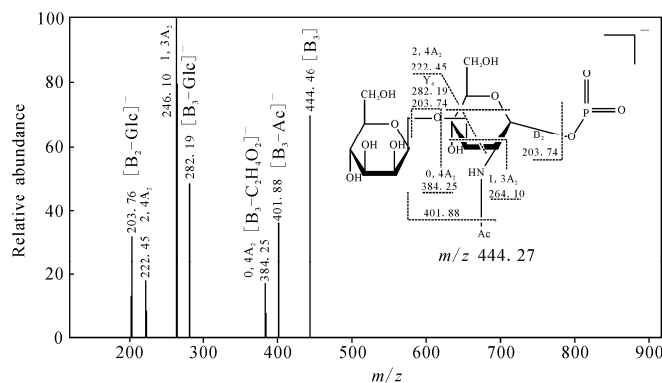 Relative abundance
100
80
60
40
20
0
200
300
400
500
600
700
800
900
m/z
[B₂-Glc]⁻
203.76
222.45 2, 4A₂
246.10 1, 3A₂
282.19 [B₃-Glc]⁻
0, 4A₂ [B₃-C₂H₄O₂]⁻
384.25
401.88 [B₃-Ac]⁻
444.46 [B₃]
2, 4A₂
222.45
Y₄
282.19
203.74
CH₂OH
O
CH₂OH
O
O
OH
OH
OH
OH
HN
Ac
B₂
O
P
O
O
203.74
0, 4A₂
384.25
1, 3A₂
264.10
401.88
m/z 444.27